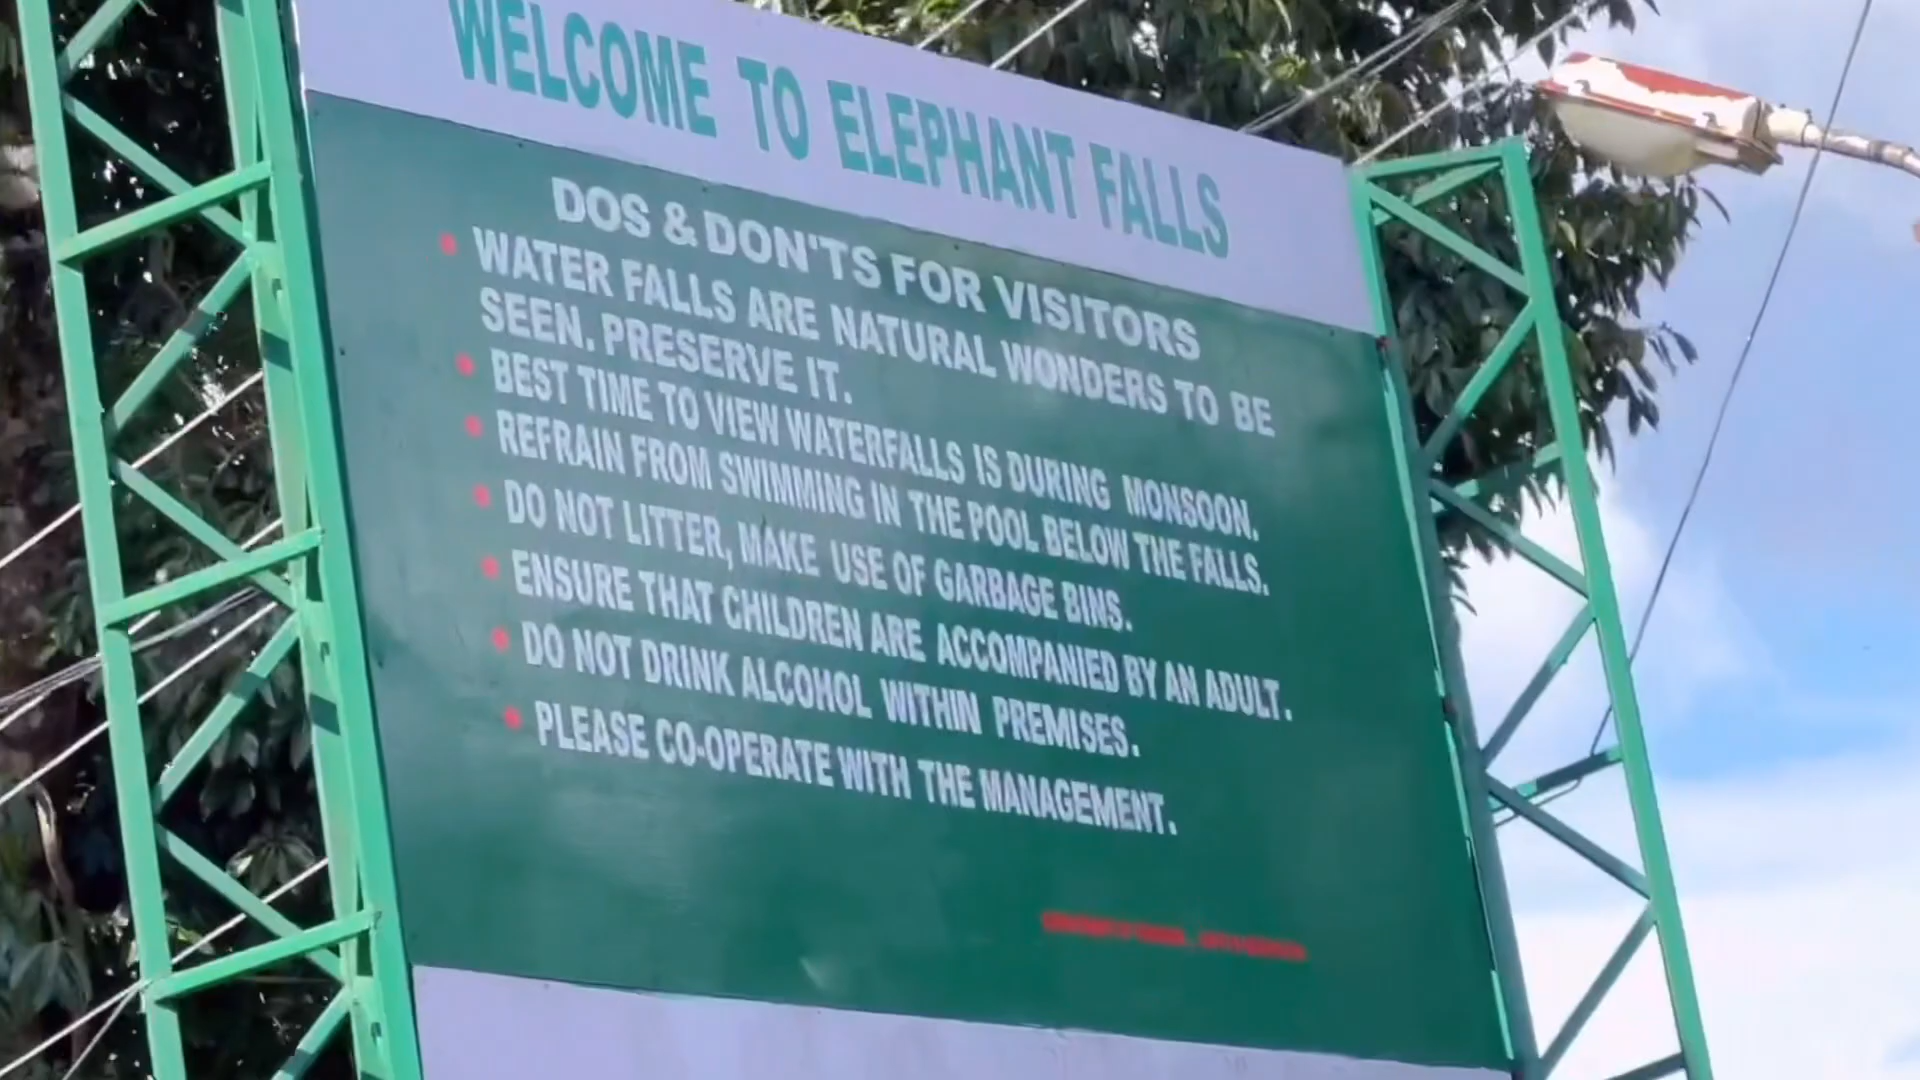 WELCOME TO ELEPHANT FALLS
DOS & DON'TS FOR VISITORS
• WATER FALLS ARE NATURAL WONDERS TO BE
SEEN. PRESERVE IT.
• BEST TIME TO VIEW WATERFALLS IS DURING MONSOON.
• REFRAIN FROM SWIMMING IN THE POOL BELOW THE FALLS.
• DO NOT LITTER, MAKE USE OF GARBAGE BINS.
• ENSURE THAT CHILDREN ARE ACCOMPANIED BY AN ADULT.
• DO NOT DRINK ALCOHOL WITHIN PREMISES.
• PLEASE CO-OPERATE WITH THE MANAGEMENT.